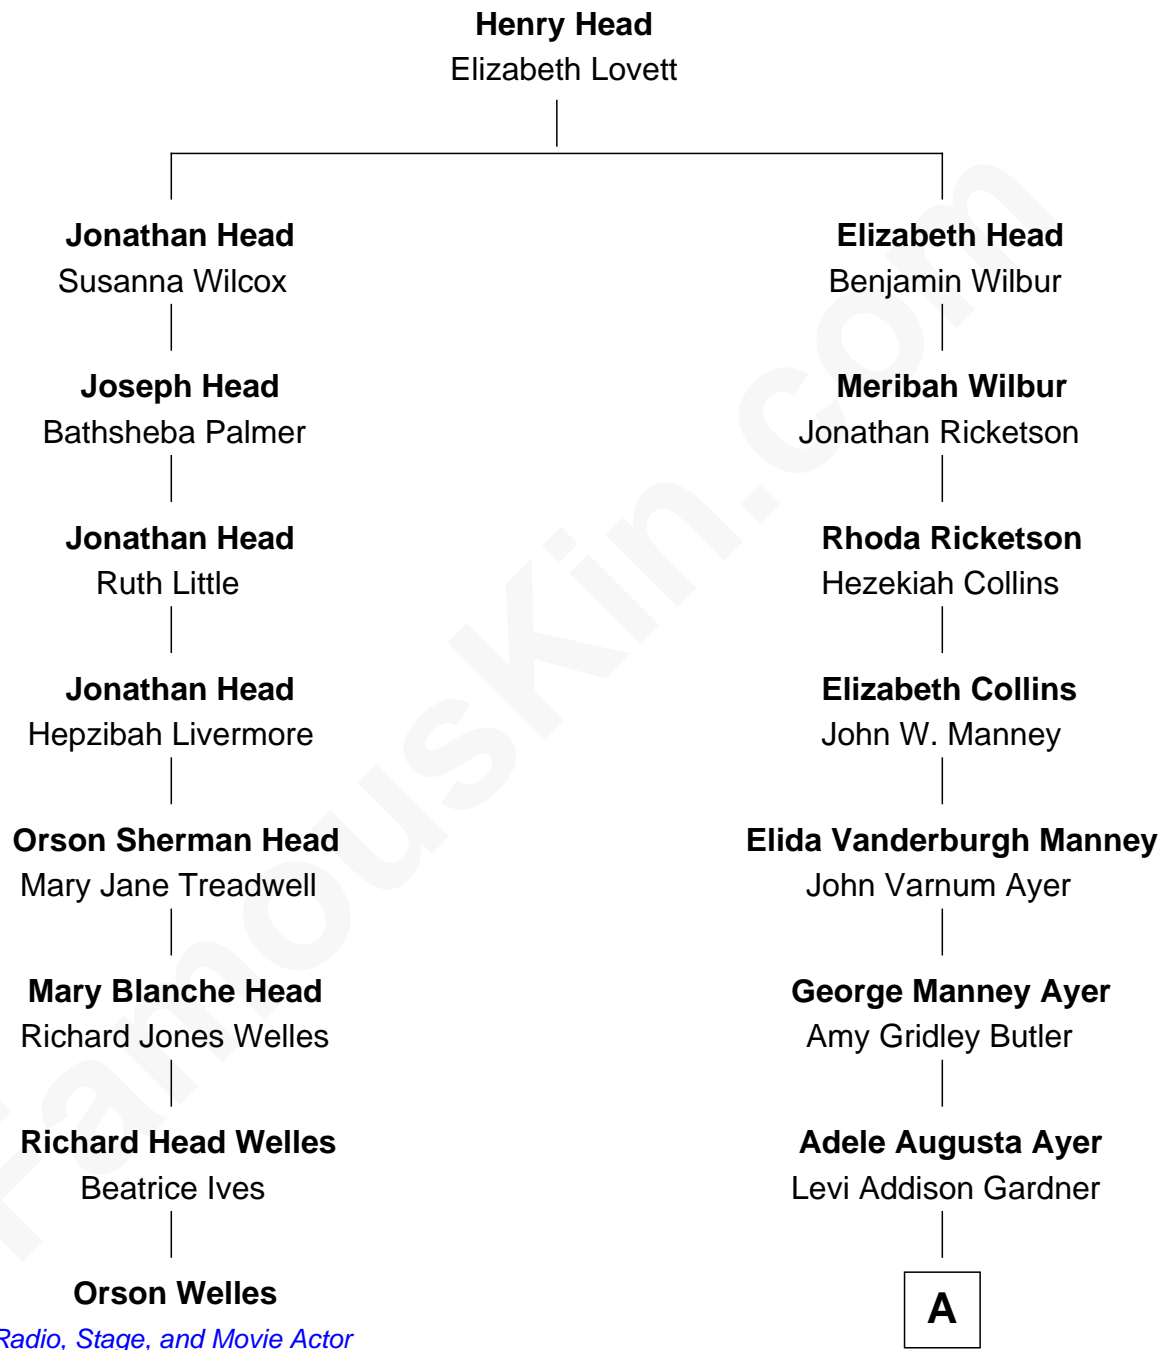 Henry Head
Elizabeth Lovett
Jonathan Head
Susanna Wilcox
Joseph Head
Bathsheba Palmer
Jonathan Head
Ruth Little
Jonathan Head
Hepzibah Livermore
Orson Sherman Head
Mary Jane Treadwell
Mary Blanche Head
Richard Jones Welles
Richard Head Welles
Beatrice Ives
Orson Welles
Radio, Stage, and Movie Actor
Elizabeth Head
Benjamin Wilbur
Meribah Wilbur
Jonathan Ricketson
Rhoda Ricketson
Hezekiah Collins
Elizabeth Collins
John W. Manney
Elida Vanderburgh Manney
John Varnum Ayer
George Manney Ayer
Amy Gridley Butler
Adele Augusta Ayer
Levi Addison Gardner
A
FamousKin.com